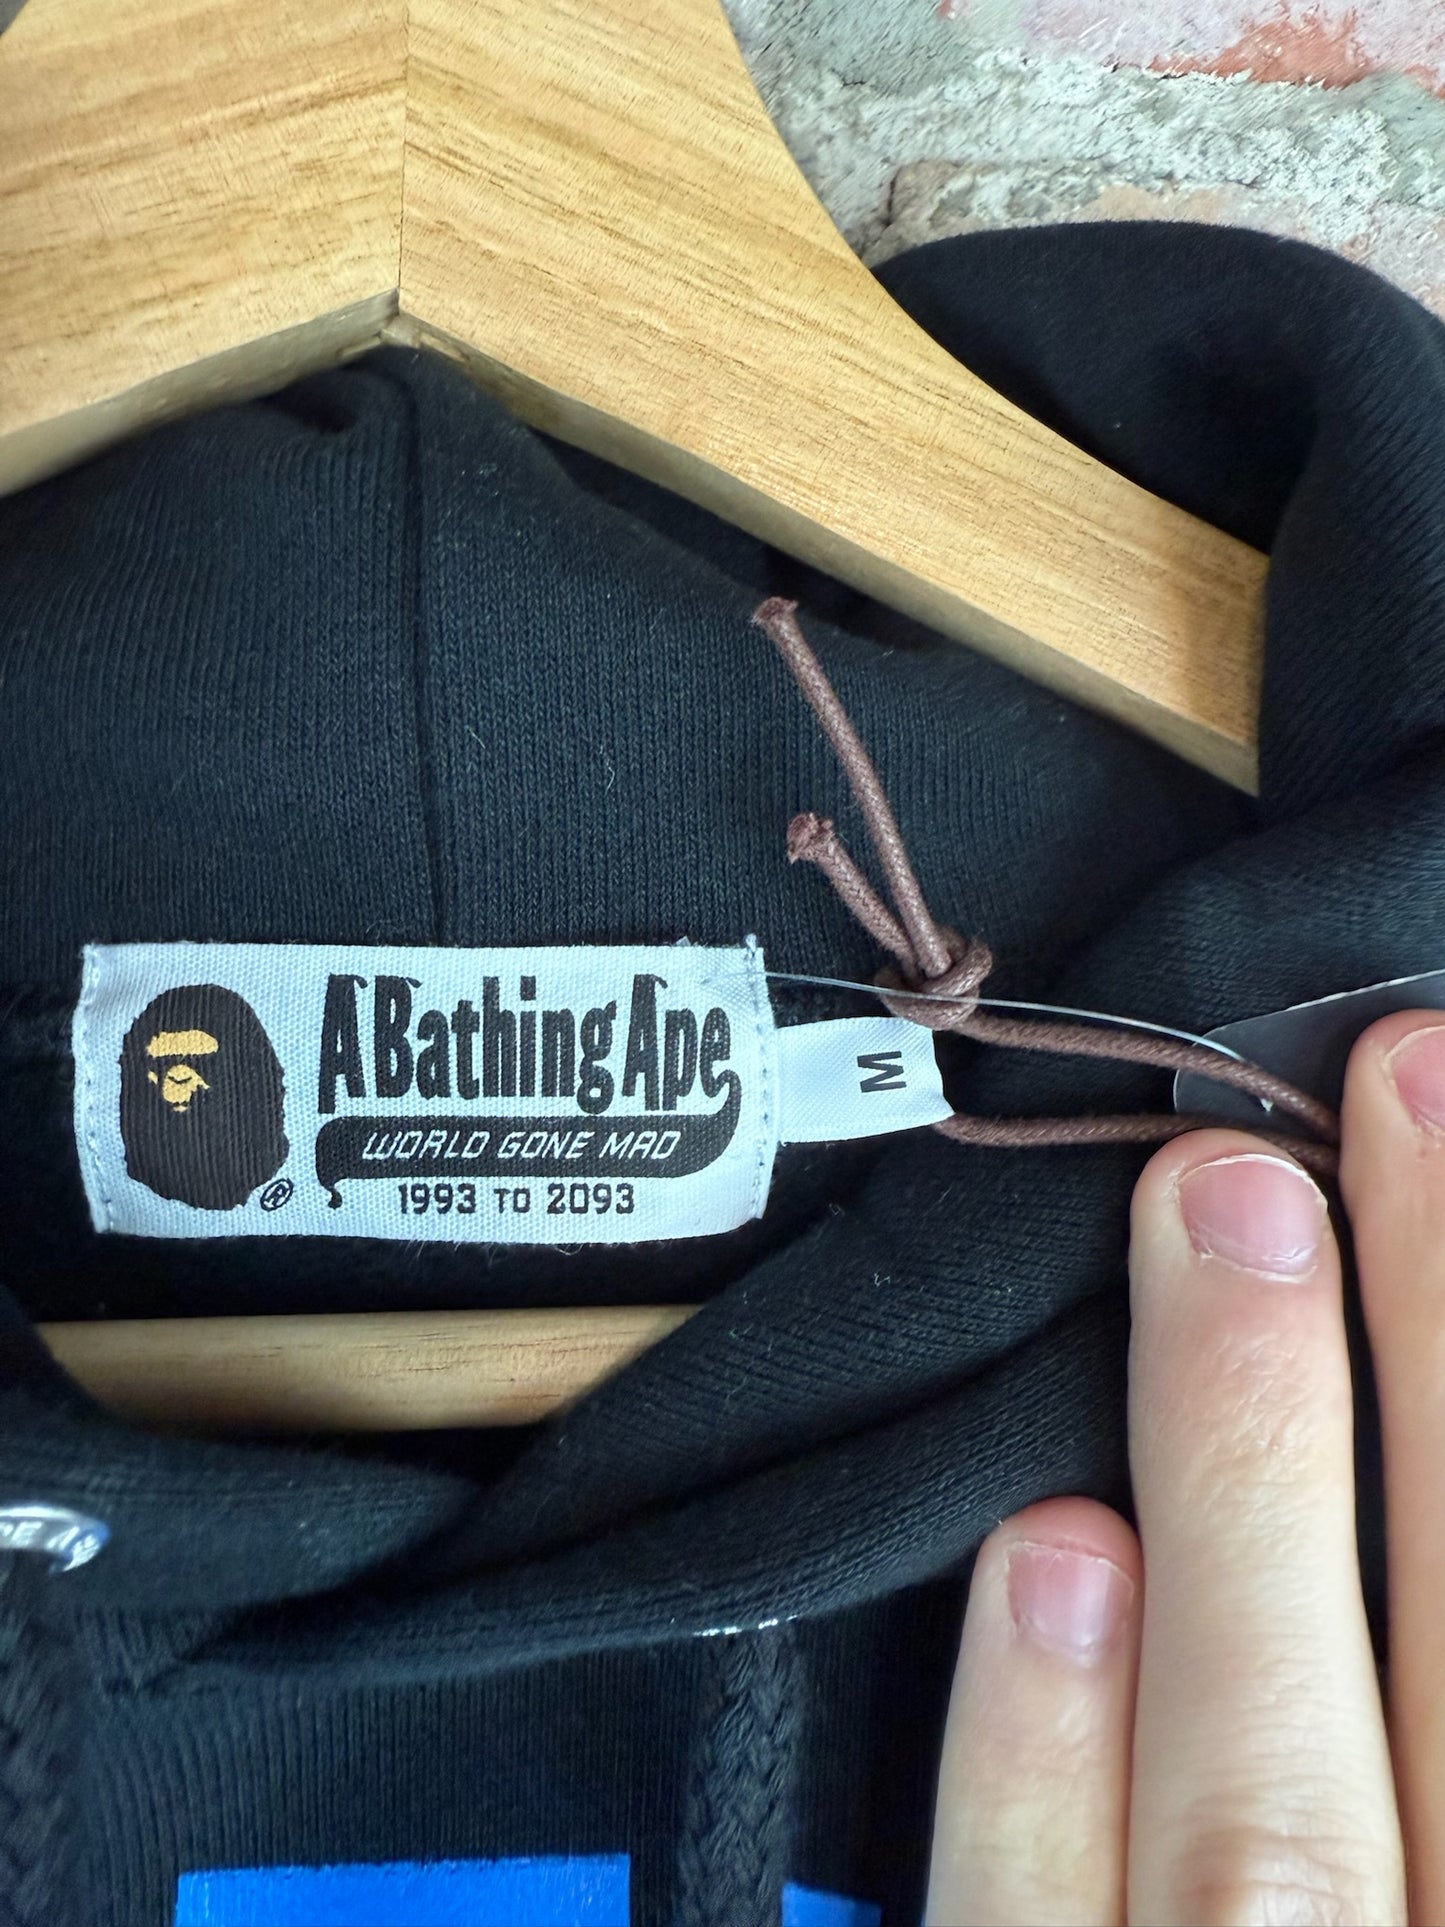 A Bathing Ape
WORLD GONE MAD
1993 TO 2093
®
M